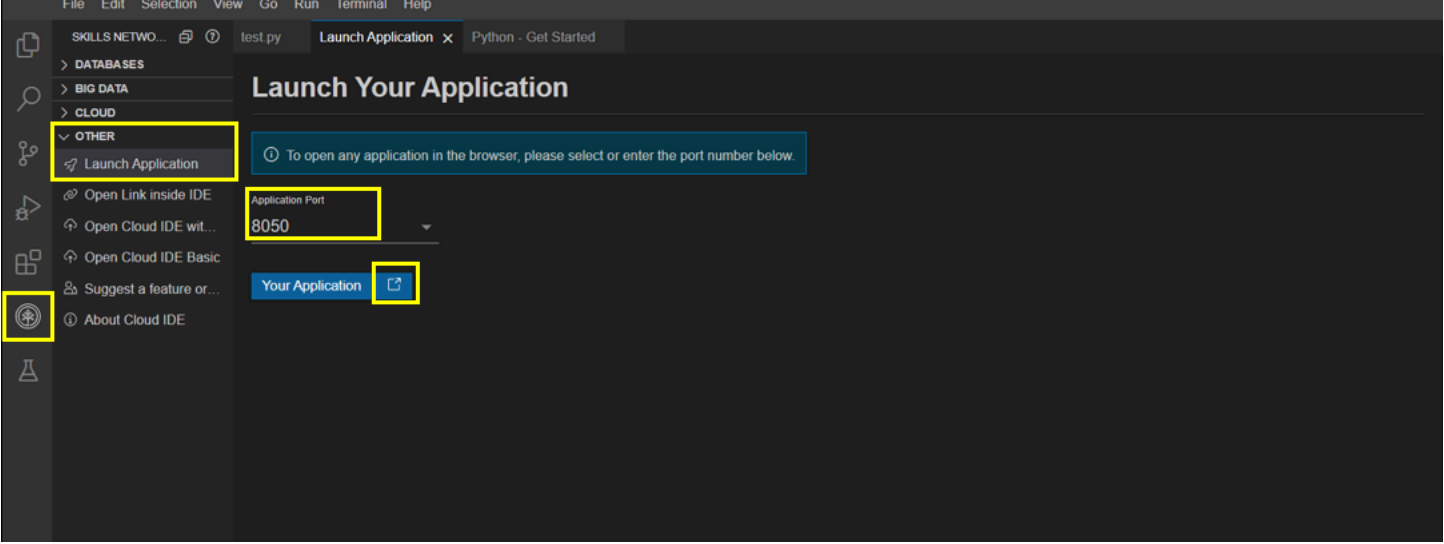 File Edit Selection View Go Run Terminal Help
SKILLS NETWO...
test.py Launch Application Python - Get Started
DATABASES
BIG DATA
CLOUD
OTHER
Launch Application
Open Link inside IDE
Open Cloud IDE wit...
Open Cloud IDE Basic
Suggest a feature or...
About Cloud IDE
Launch Your Application
To open any application in the browser, please select or enter the port number below.
Application Port
8050
Your Application